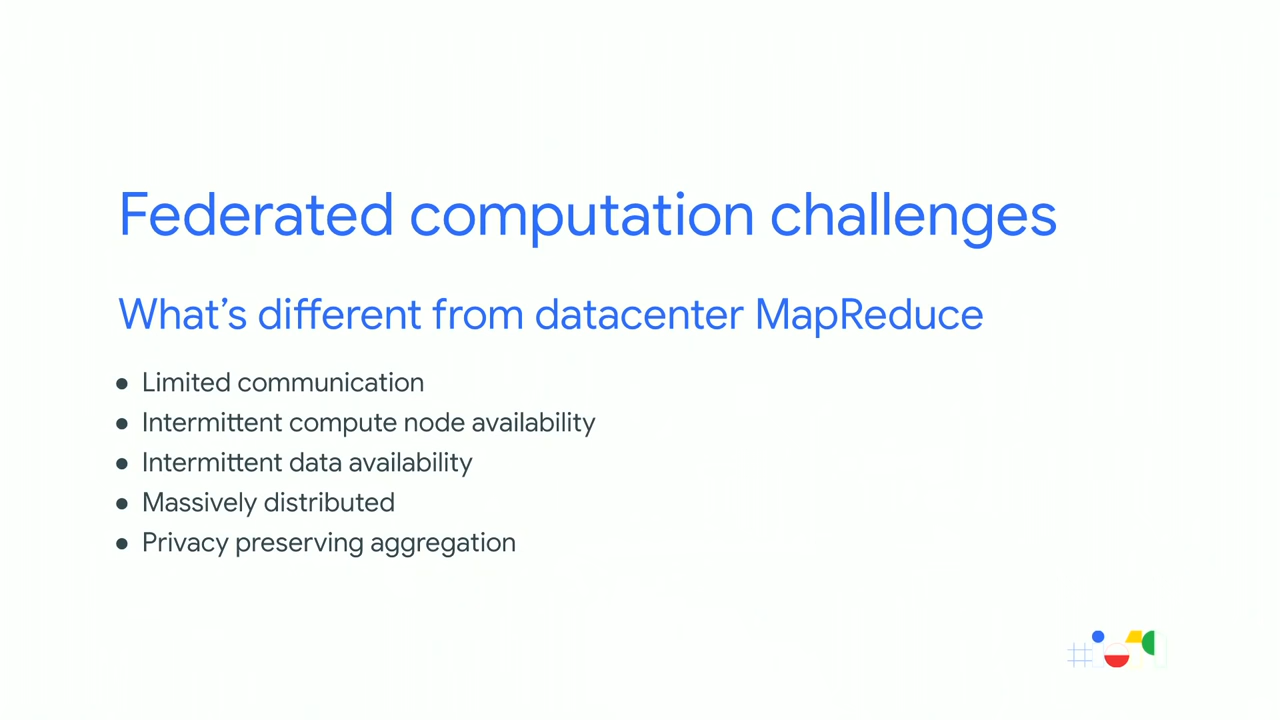 Federated computation challenges
What's different from datacenter MapReduce
● Limited communication
● Intermittent compute node availability
● Intermittent data availability
● Massively distributed
● Privacy preserving aggregation